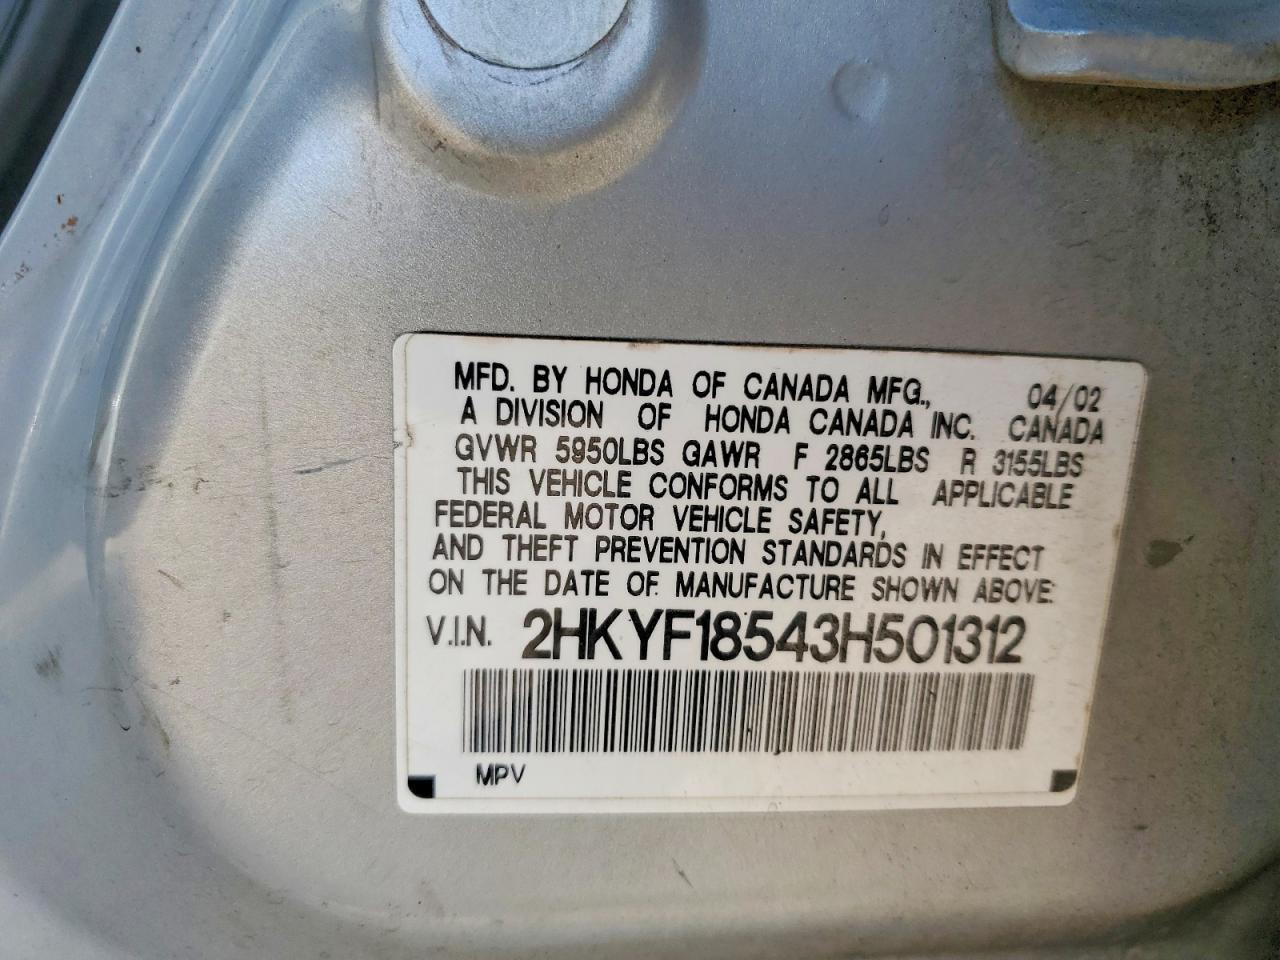 MFD. BY HONDA OF CANADA MFG., 04/02
A DIVISION OF HONDA CANADA INC. CANADA
GVWR 5950LBS GAWR F 2865LBS R 3155LBS
THIS VEHICLE CONFORMS TO ALL APPLICABLE
FEDERAL MOTOR VEHICLE SAFETY,
AND THEFT PREVENTION STANDARDS IN EFFECT
ON THE DATE OF MANUFACTURE SHOWN ABOVE:
V.I.N. 2HKYF18543H501312
MPV